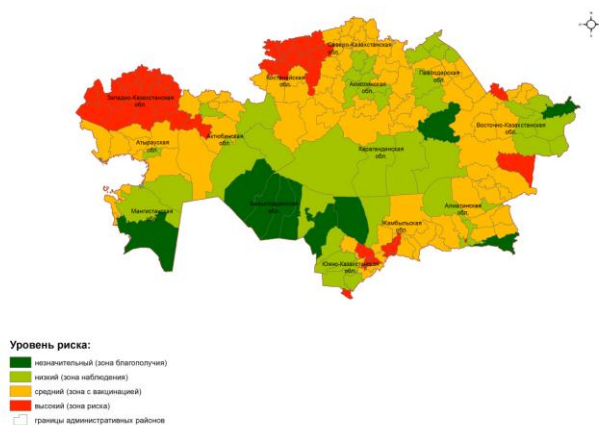 Северо-Казахстанская
обл.
Костанайская
обл.
Акмолинская
обл.
Павлодарская
обл.
Западно-Казахстанская
обл.
Актюбинская
обл.
Восточно-Казахстанская
обл.
Атырауская
обл.
Карагандинская
обл.
Мангистауская
обл.
Кызылординская
обл.
Алматинская
обл.
Жамбылская
обл.
Южно-Казахстанская
обл.
Уровень риска:
незначительный (зона благополучия)
низкий (зона наблюдения)
средний (зона с вакцинацией)
высокий (зона риска)
границы административных районов